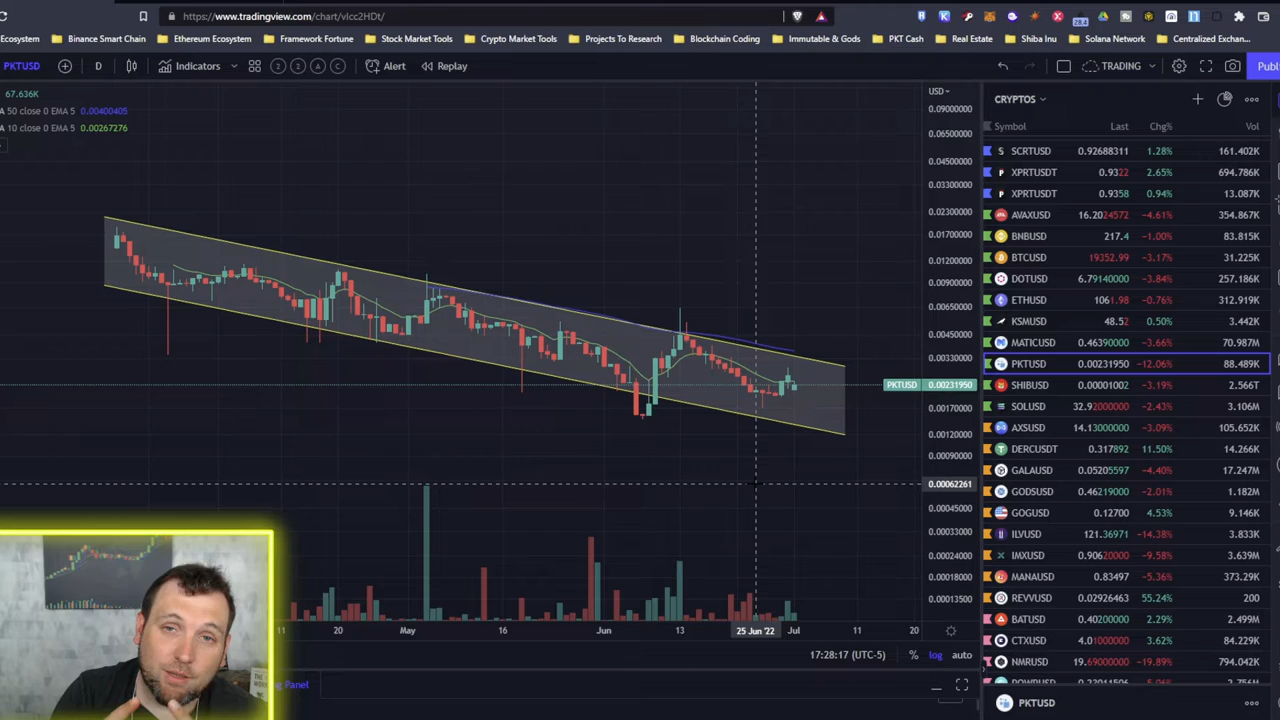 https://www.tradingview.com/chart/vlcc2HDt/
28.4
Ecosystem Binance Smart Chain Ethereum Ecosystem Framework Fortune Stock Market Tools Crypto Market Tools Projects To Research Blockchain Coding Immutable & Gods PKT Cash Real Estate Shiba Inu Solana Network Centralized Exchan...
PKTUSD D Indicators 2 2 A C Alert Replay TRADING Publ
67.636K
A 50 close 0 EMA 5 0.00400405
A 10 close 0 EMA 5 0.00267276
USD
0.09000000
0.06500000
0.04500000
0.03300000
0.02300000
0.01700000
0.01200000
0.00900000
0.00650000
0.00450000
0.00330000
PKTUSD 0.00231950
0.00170000
0.00120000
0.00090000
0.00062261
0.00045000
0.00033000
0.00024000
0.00018000
0.00013500
11 20 May 16 Jun 13 25 Jun '22 Jul 11 20
17:28:17 (UTC-5) % log auto
ng Panel
CRYPTOS
Symbol Last Chg% Vol
SCRTUSD 0.92688311 1.28% 161.402K
XPRTUSDT 0.9322 2.65% 694.786K
XPRTUSDT 0.9358 0.94% 13.087K
AVAXUSD 16.2024572 −4.61% 354.867K
BNBUSD 217.4 −1.00% 83.815K
BTCUSD 19352.99 −3.17% 31.225K
DOTUSD 6.79140000 −3.84% 257.186K
ETHUSD 1061.98 −0.76% 312.919K
KSMUSD 48.52 0.50% 3.442K
MATICUSD 0.46390000 −3.66% 70.987M
PKTUSD 0.00231950 −12.06% 88.489K
SHIBUSD 0.00001002 −3.19% 2.566T
SOLUSD 32.92000000 −2.43% 3.106M
AXSUSD 14.13000000 −3.09% 105.652K
DERCUSDT 0.317892 11.50% 14.266K
GALAUSD 0.05205597 −4.40% 17.247M
GODSUSD 0.46219000 −2.01% 1.182M
GOGUSD 0.12700 4.53% 9.146K
ILVUSD 121.36971 −14.38% 3.833K
IMXUSD 0.90620000 −9.58% 3.639M
MANAUSD 0.83497 −5.36% 373.29K
REVVUSD 0.02926463 55.24% 200
BATUSD 0.40200000 2.29% 2.499M
CTXUSD 4.01000000 3.62% 84.229K
NMRUSD 19.69000000 −19.89% 794.042K
PKTUSD